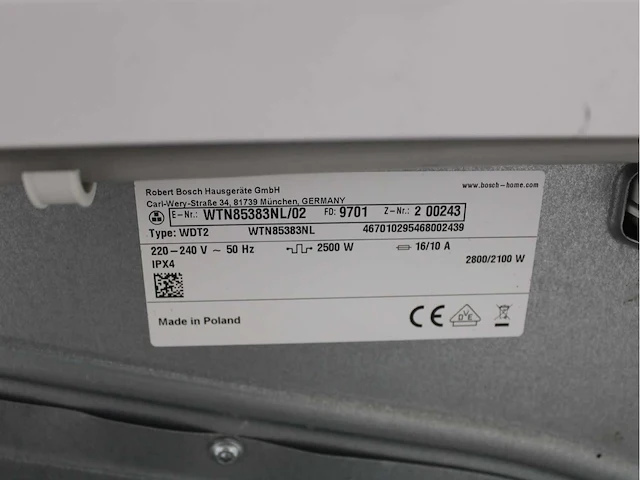 Robert Bosch Hausgeräte GmbH
Carl-Wery-Straße 34, 81739 München, GERMANY
www.bosch-home.com
E-Nr.: WTN85383NL/02 FD: 9701 Z-Nr.: 2 00243
Type: WDT2 WTN85383NL 467010295468002439
220-240 V ~ 50 Hz 2500 W 16/10 A
IPX4 2800/2100 W
Made in Poland CE DVE